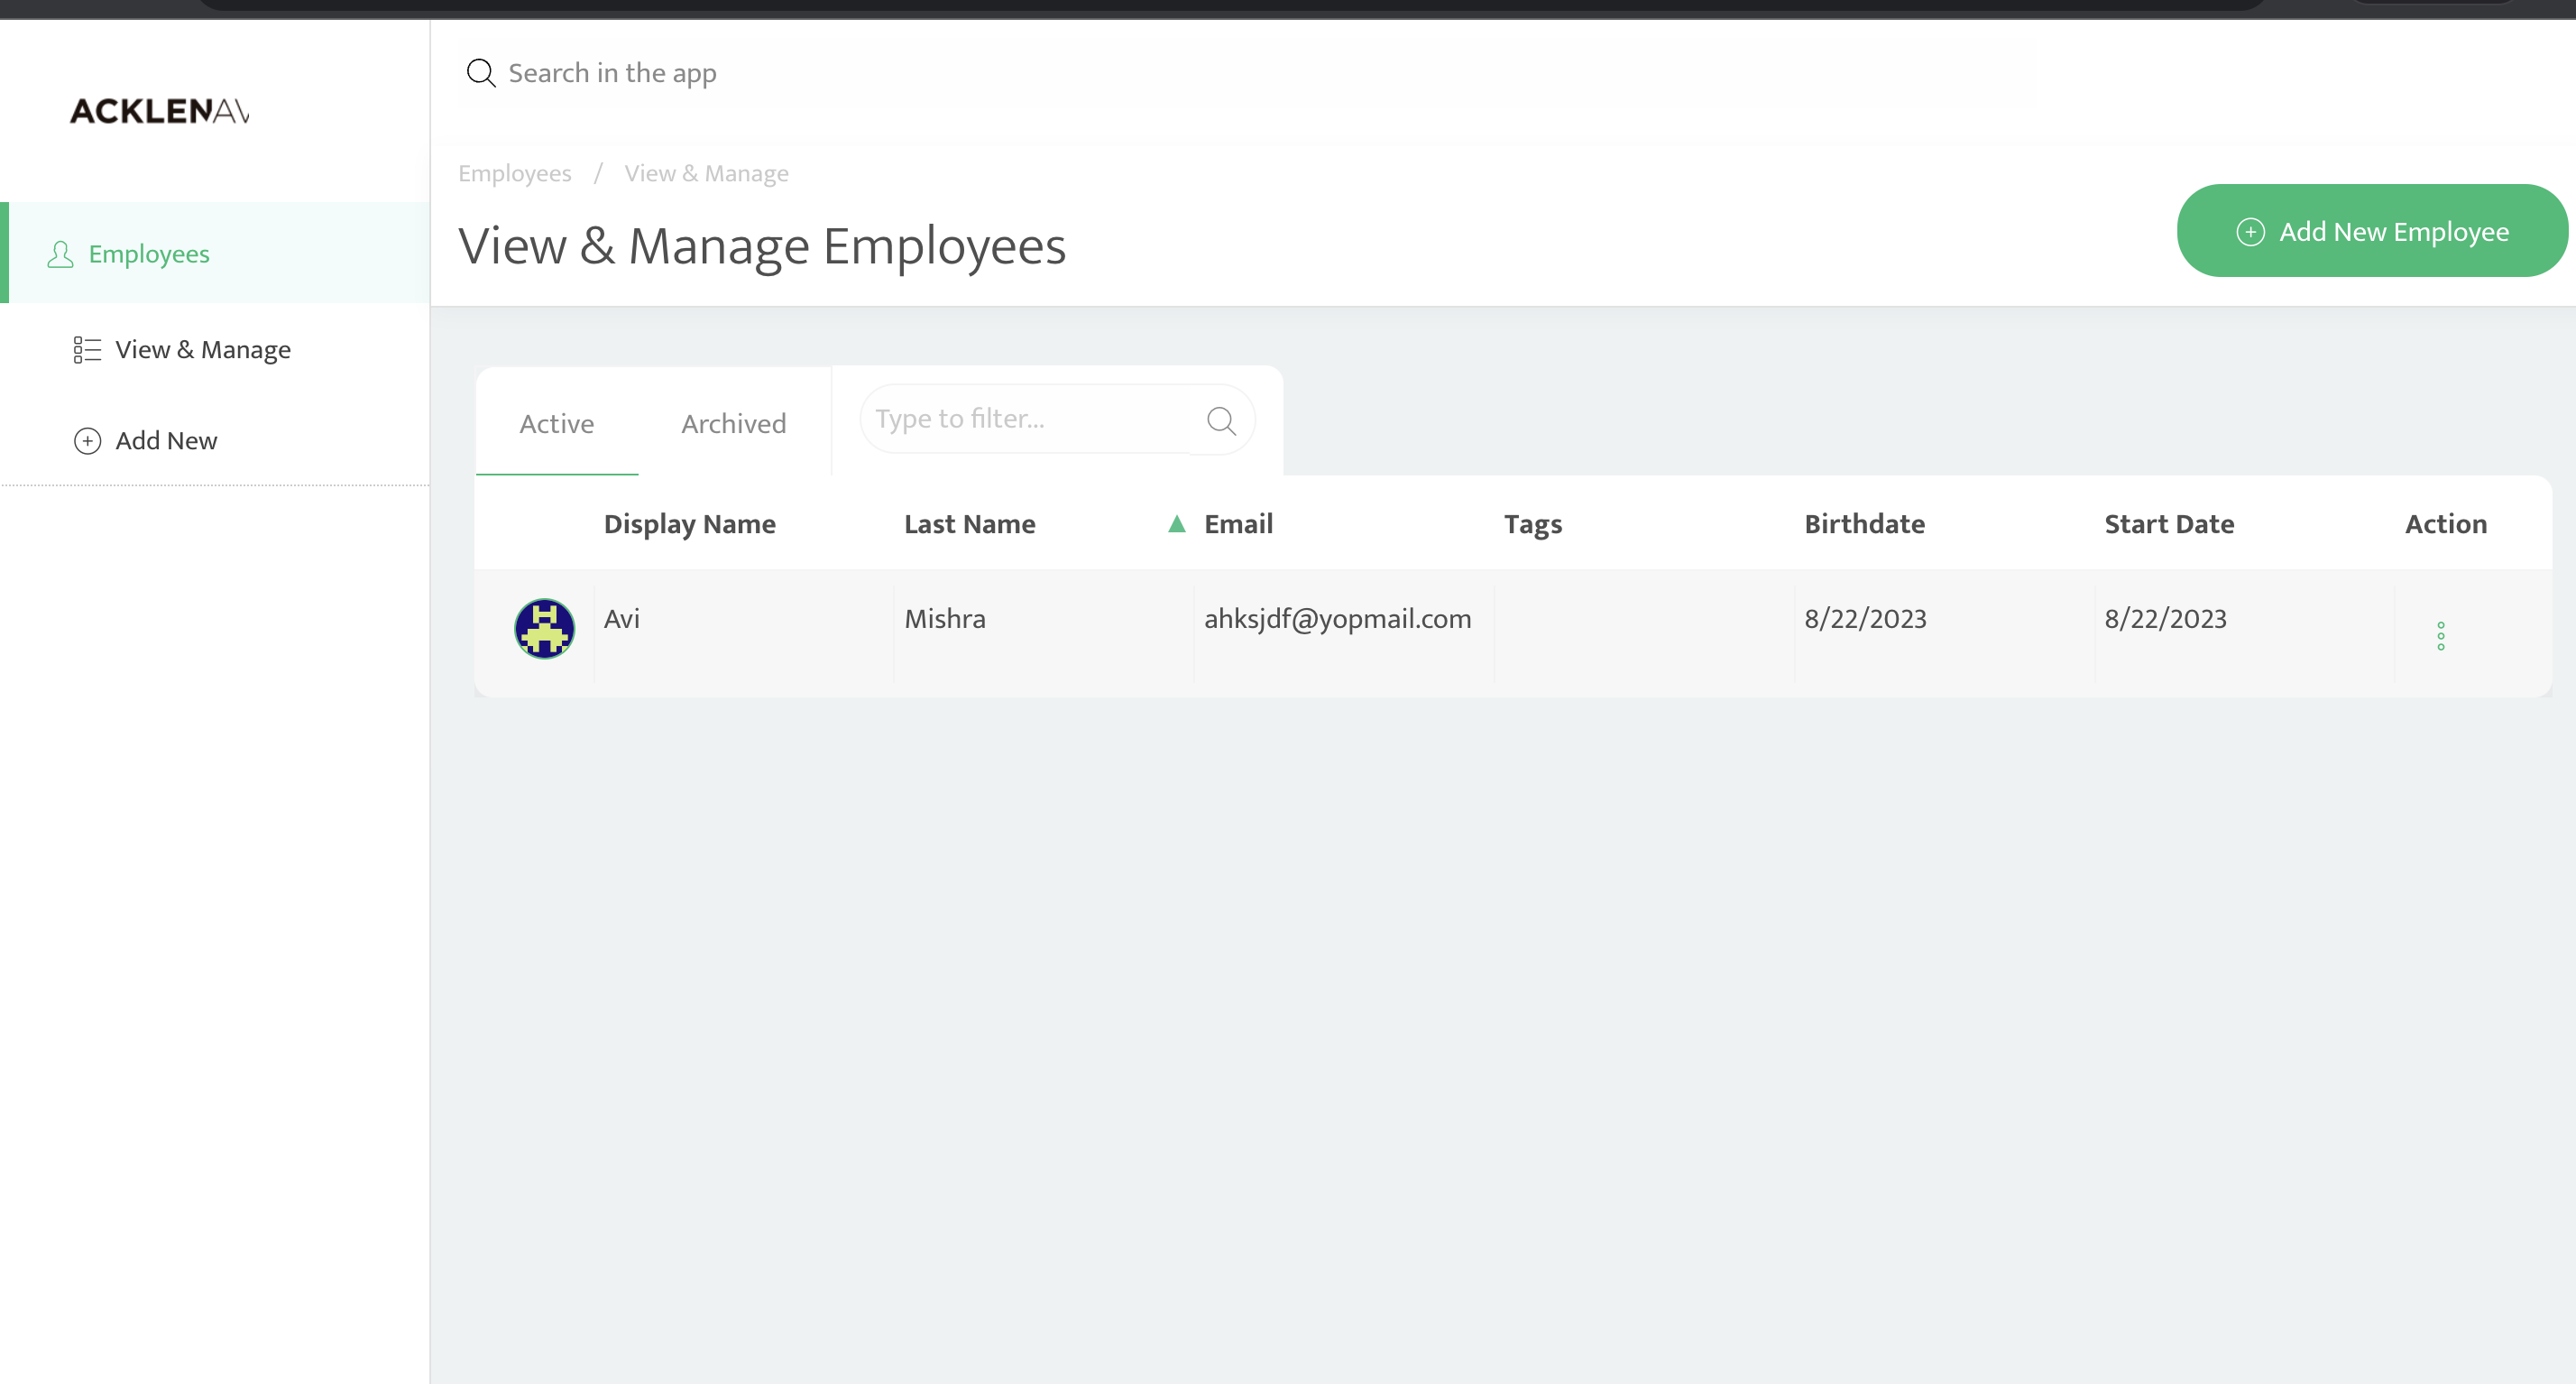 Search in the app
ACKLENAV
Employees / View & Manage
View & Manage Employees
Add New Employee
Employees
View & Manage
Add New
Active
Archived
Type to filter...
Display Name Last Name ▲ Email Tags Birthdate Start Date Action
Avi Mishra ahksjdf@yopmail.com 8/22/2023 8/22/2023